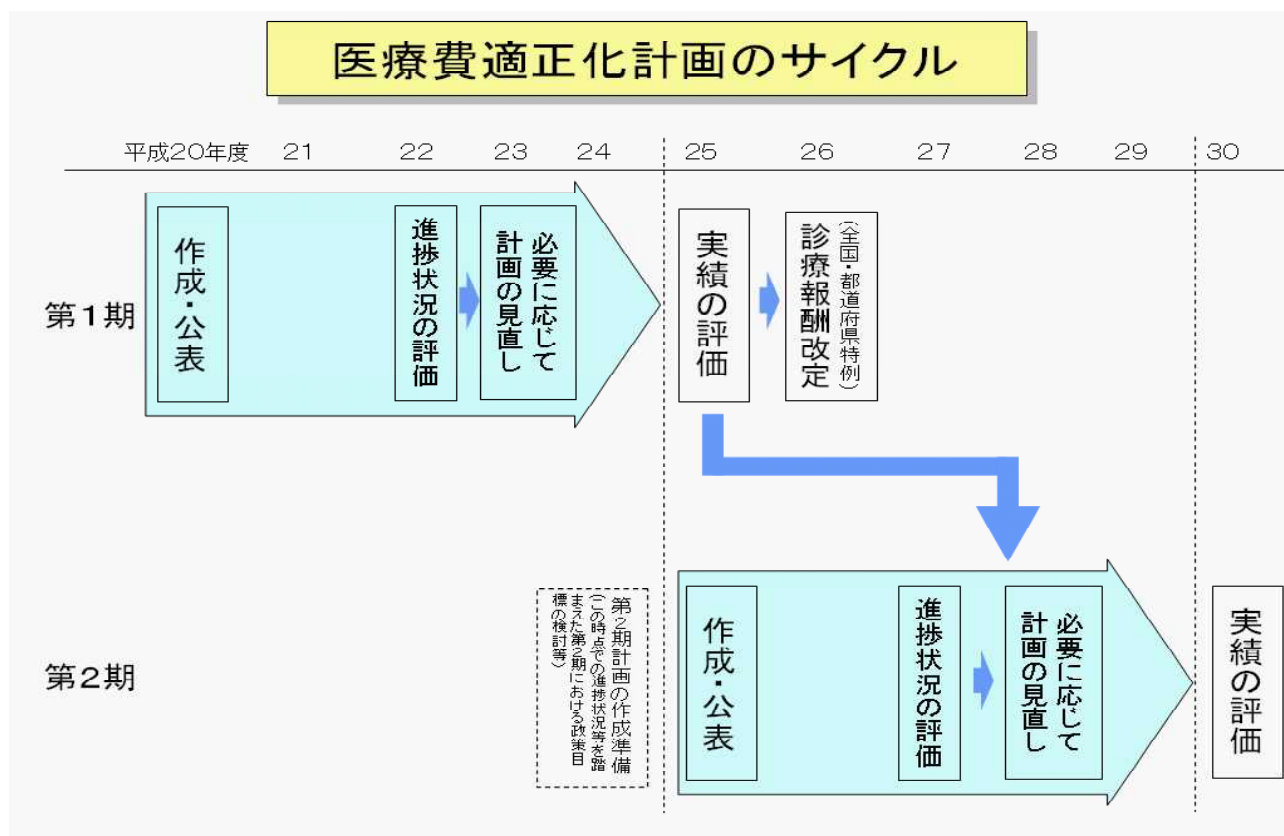 医療費適正化計画のサイクル
平成20年度 21 22 23 24 25 26 27 28 29 30
第1期
作成・公表
進捗状況の評価
必要に応じて
計画の見直し
実績の評価
(全国・都道府県特例)
診療報酬改定
第2期
第2期計画の作成準備
(この時点での進捗状況等を踏
まえた第2期における政策目
標の検討等)
作成・公表
進捗状況の評価
必要に応じて
計画の見直し
実績の評価